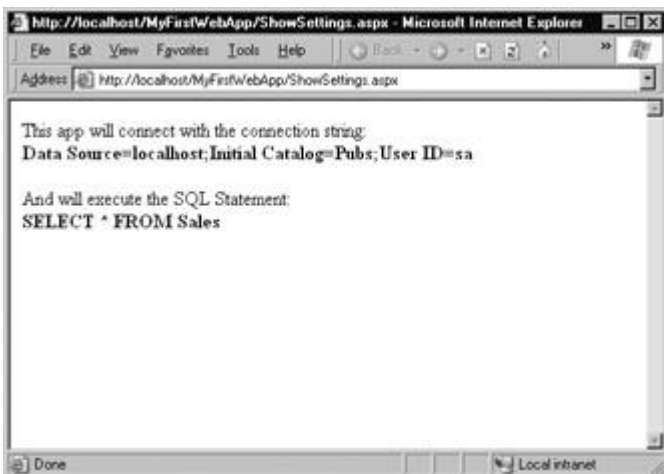 http://localhost/MyFirstWebApp/ShowSettings.aspx - Microsoft Internet Explorer
File Edit View Favorites Tools Help Back »
Address http://localhost/MyFirstWebApp/ShowSettings.aspx
This app will connect with the connection string:
Data Source=localhost;Initial Catalog=Pubs;User ID=sa
And will execute the SQL Statement:
SELECT * FROM Sales
Done Local intranet